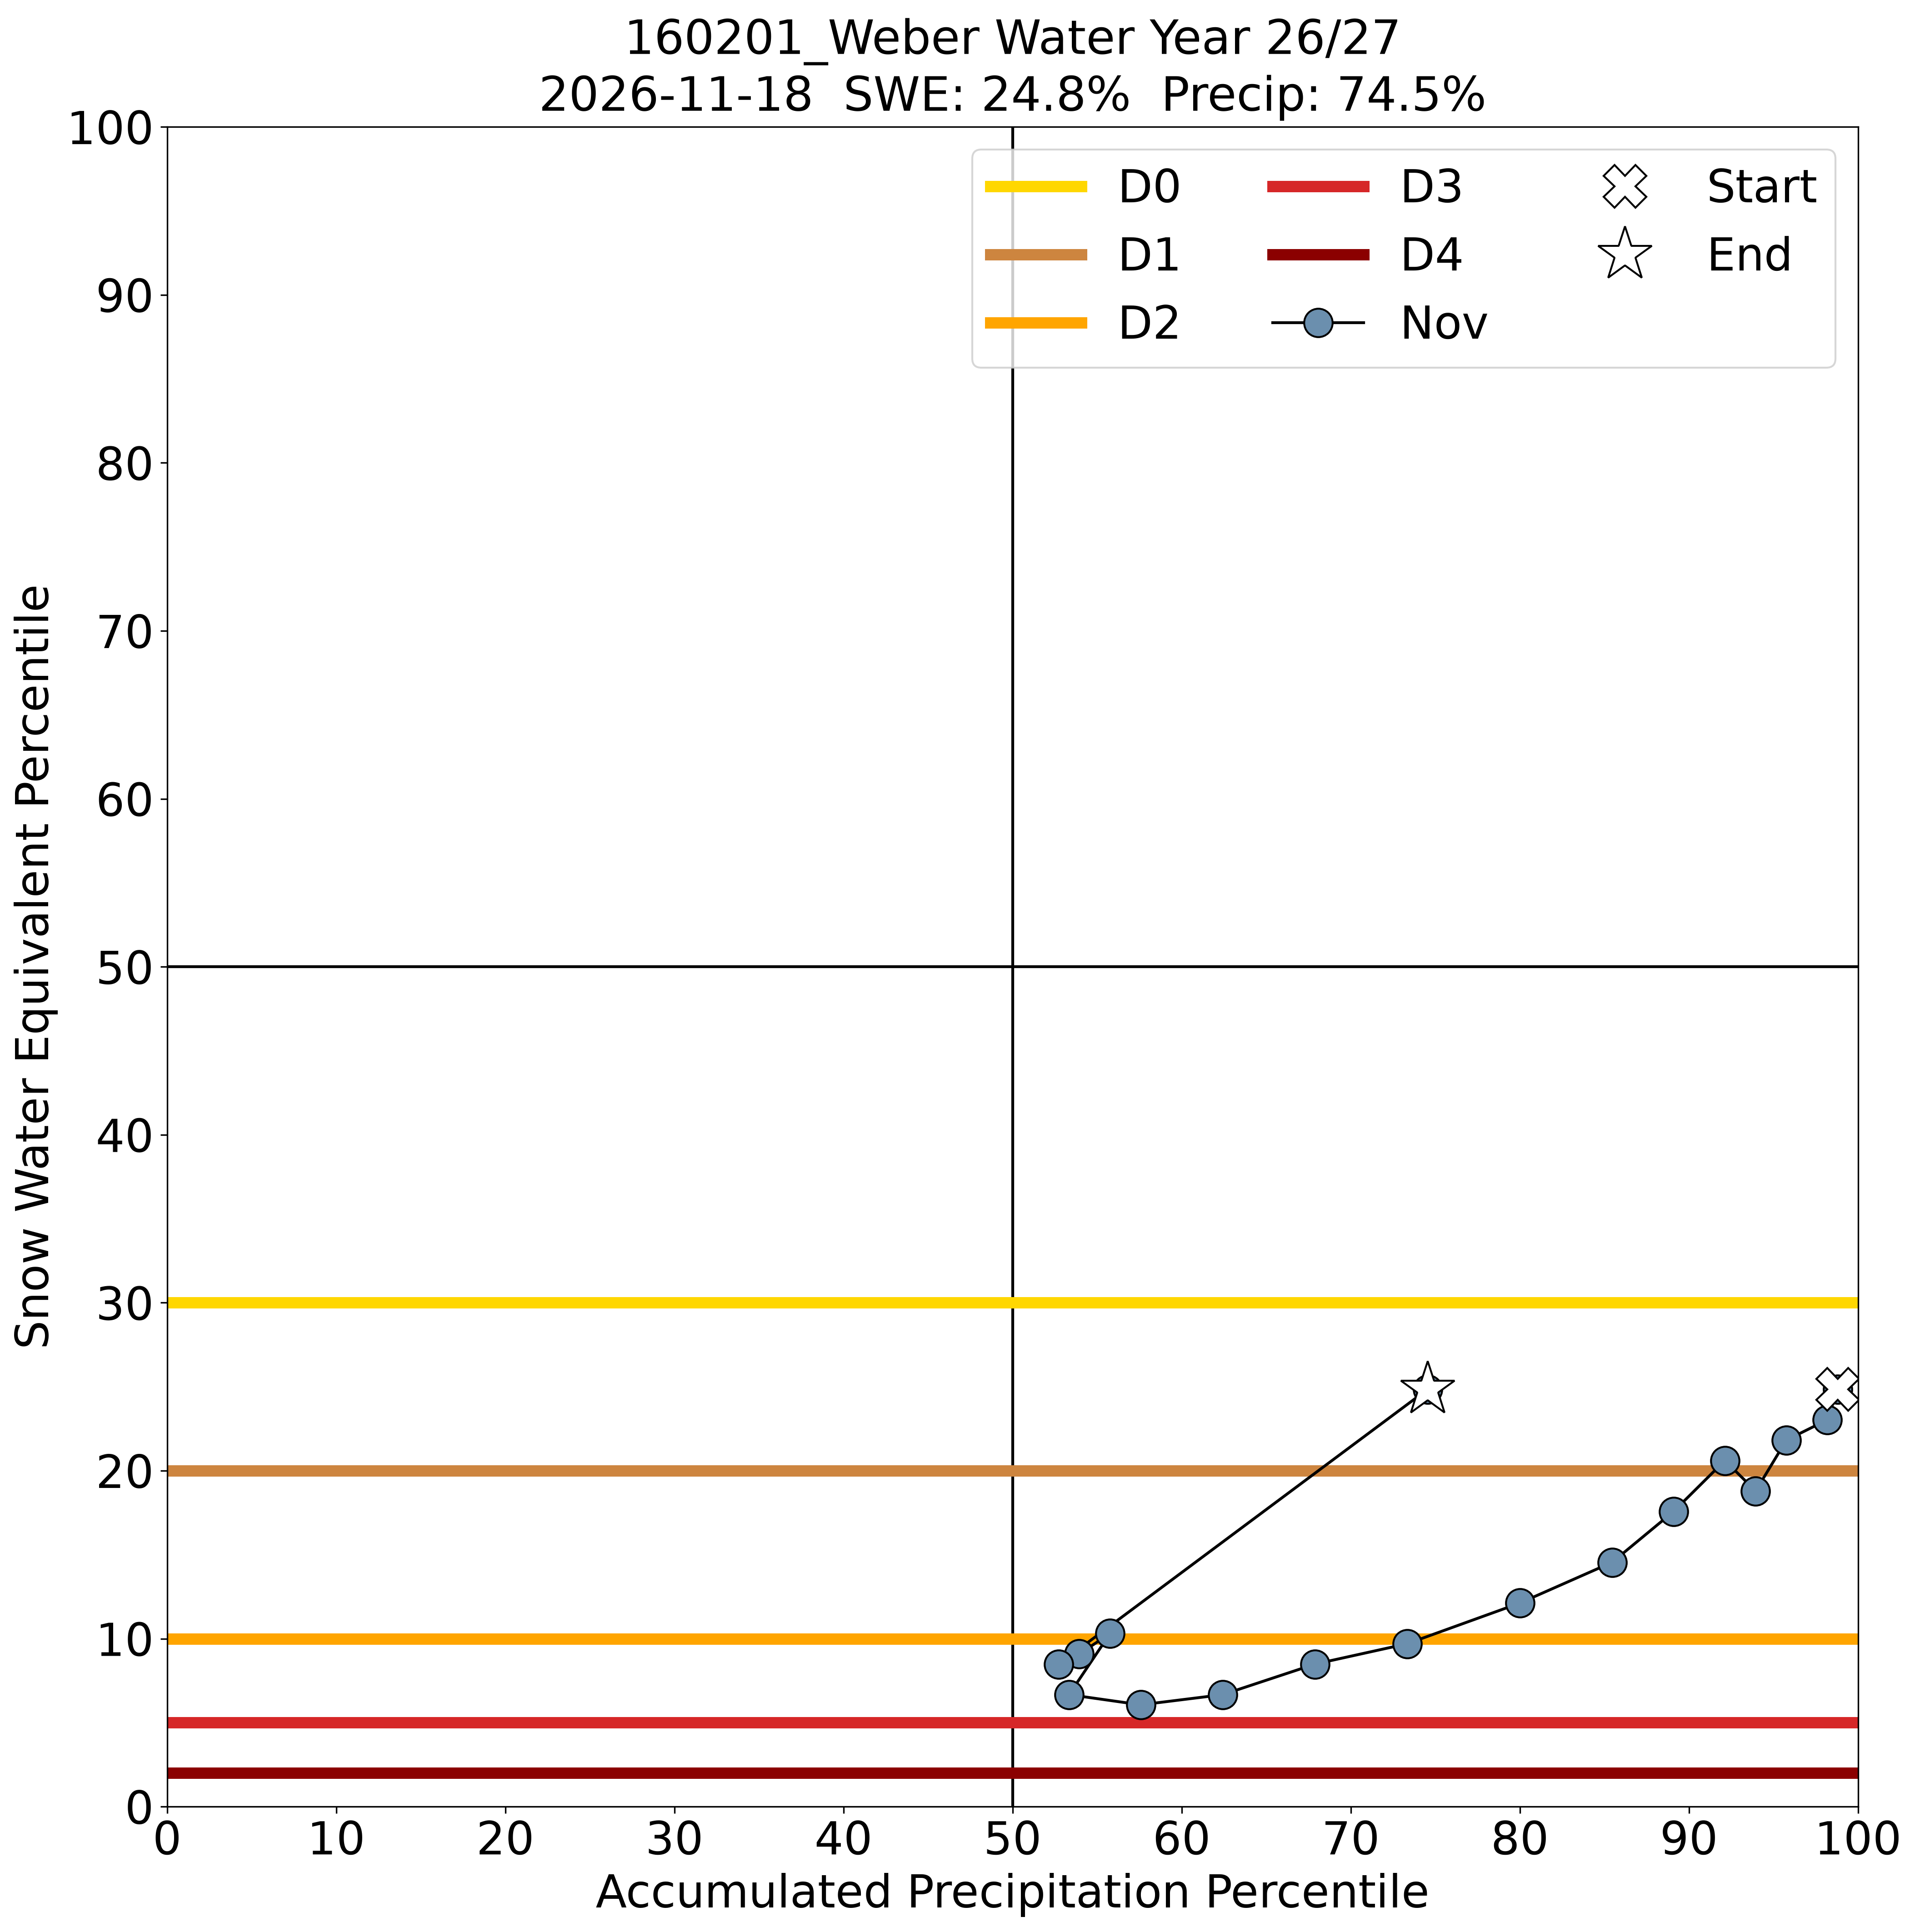 160201_Weber Water Year 26/27
2026-11-18  SWE: 24.8%  Precip: 74.5%
100
90
80
70
60
50
40
30
20
10
0
Snow Water Equivalent Percentile
D0
D1
D2
D3
D4
Nov
Start
End
0 10 20 30 40 50 60 70 80 90 100
Accumulated Precipitation Percentile